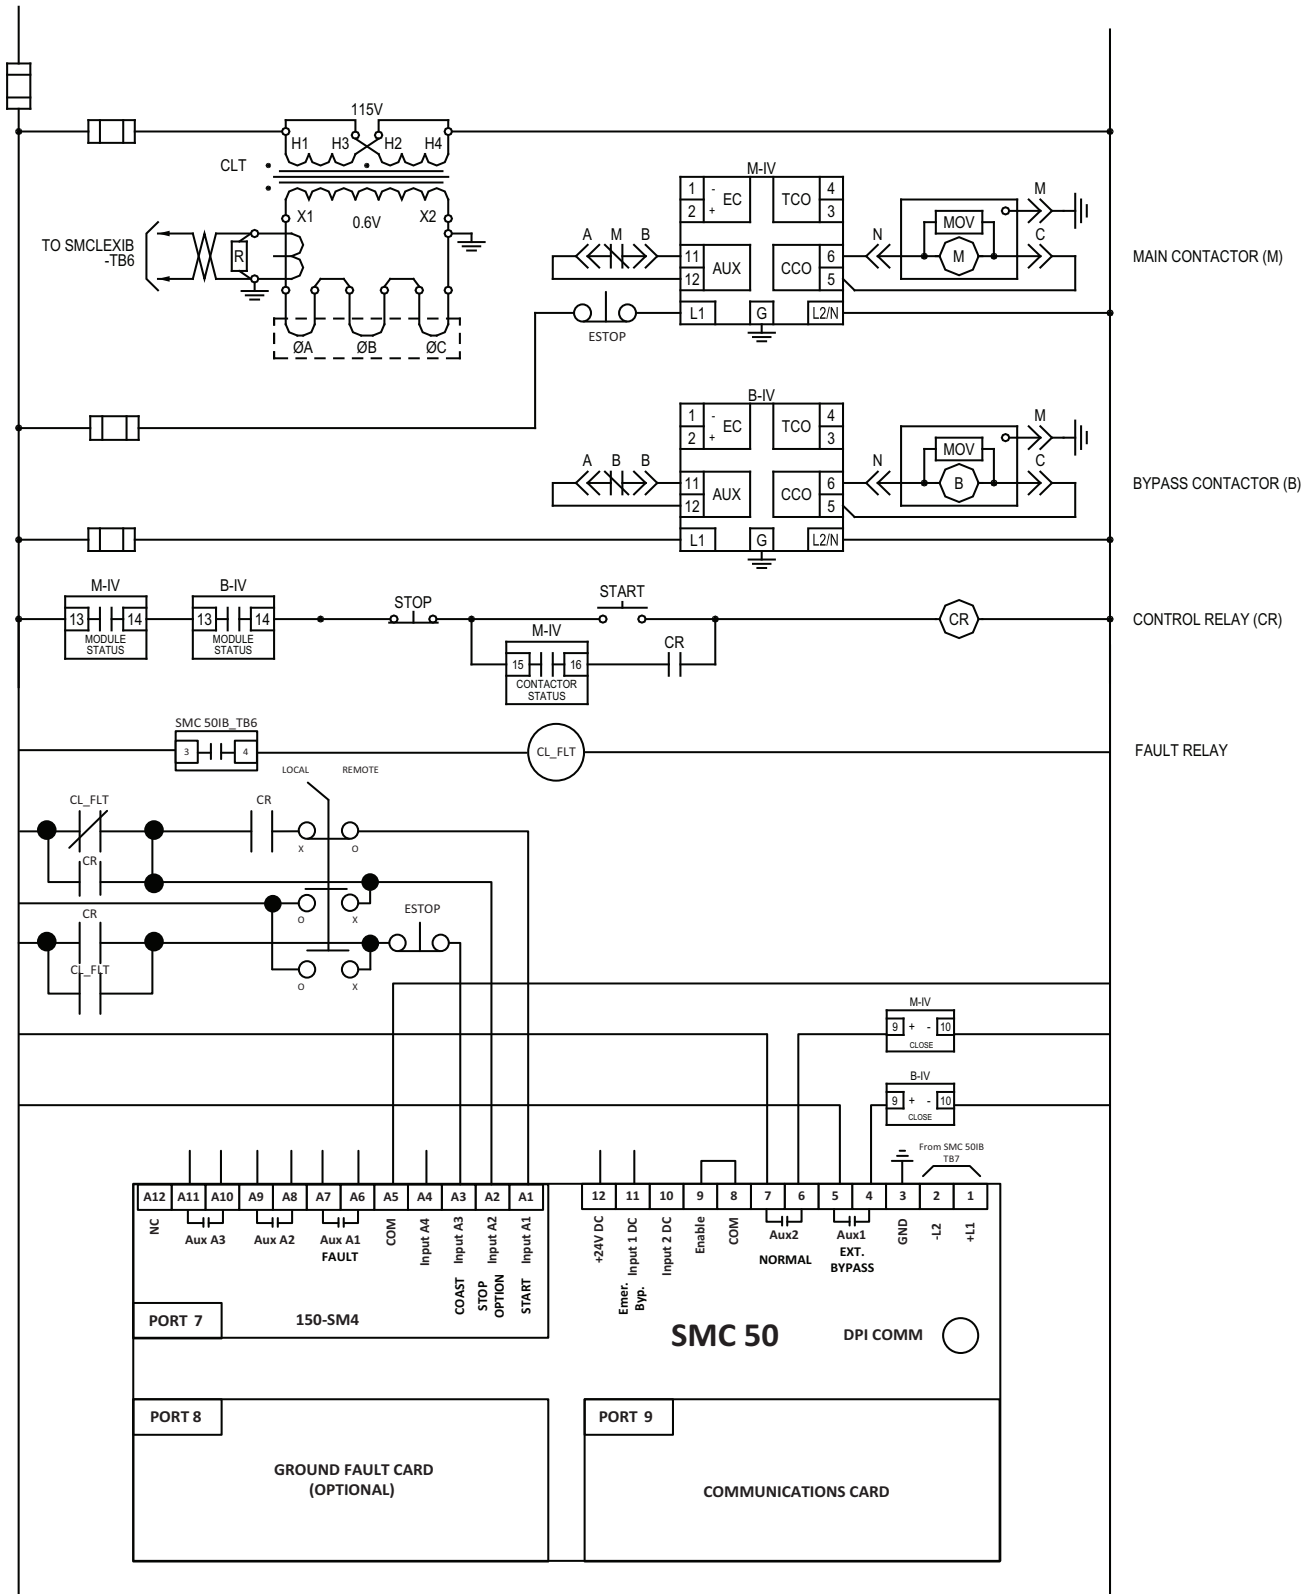 115V
H1 H3 H2 H4
CLT
X1 0.6V X2
TO SMCLEXIB
-TB6
R
ØA ØB ØC
M-IV
1 - EC TCO 4
2 + 3
A M B
11 AUX CCO 6
12 5
L1 G L2/N
N MOV M C
M
MAIN CONTACTOR (M)
ESTOP
B-IV
1 - EC TCO 4
2 + 3
A B B
11 AUX CCO 6
12 5
L1 G L2/N
N MOV M C
B
BYPASS CONTACTOR (B)
M-IV
13 14
MODULE
STATUS
B-IV
13 14
MODULE
STATUS
STOP
START
M-IV
15 16
CONTACTOR
STATUS
CR
CR
CONTROL RELAY (CR)
SMC 50IB_TB6
3 4
CL_FLT
FAULT RELAY
LOCAL REMOTE
CL_FLT
CR
X O
CR
O X
CR
ESTOP
CL_FLT
O X
M-IV
9 + - 10
CLOSE
B-IV
9 + - 10
CLOSE
From SMC 50IB
TB7
A12 A11 A10 A9 A8 A7 A6 A5 A4 A3 A2 A1
NC
Aux A3
Aux A2
Aux A1
FAULT
COM
Input A4
Input A3
COAST
Input A2
STOP
OPTION
Input A1
START
12 11 10 9 8 7 6 5 4 3 2 1
+24V DC
Input 1 DC
Emer.
Byp.
Input 2 DC
Enable
COM
Aux2
NORMAL
Aux1
EXT.
BYPASS
GND
-L2
+L1
PORT 7
150-SM4
SMC 50
DPI COMM
PORT 8
GROUND FAULT CARD
(OPTIONAL)
PORT 9
COMMUNICATIONS CARD